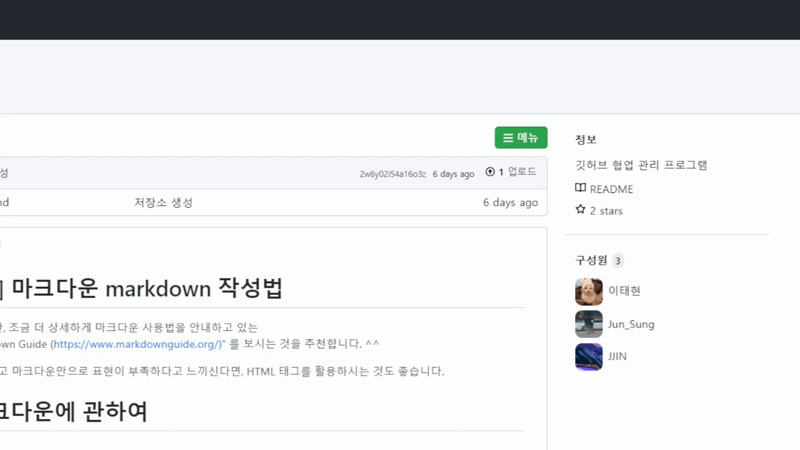 메뉴
성
2w6y02i54a16o3z 6 days ago 1 업로드
nd 저장소 생성 6 days ago
] 마크다운 markdown 작성법
, 조금 더 상세하게 마크다운 사용법을 안내하고 있는
own Guide (https://www.markdownguide.org/)" 를 보시는 것을 추천합니다. ^^
고 마크다운만으로 표현이 부족하다고 느끼신다면, HTML 태그를 활용하시는 것도 좋습니다.
크다운에 관하여
정보
깃허브 협업 관리 프로그램
README
2 stars
구성원 3
이태현
Jun_Sung
JJIN